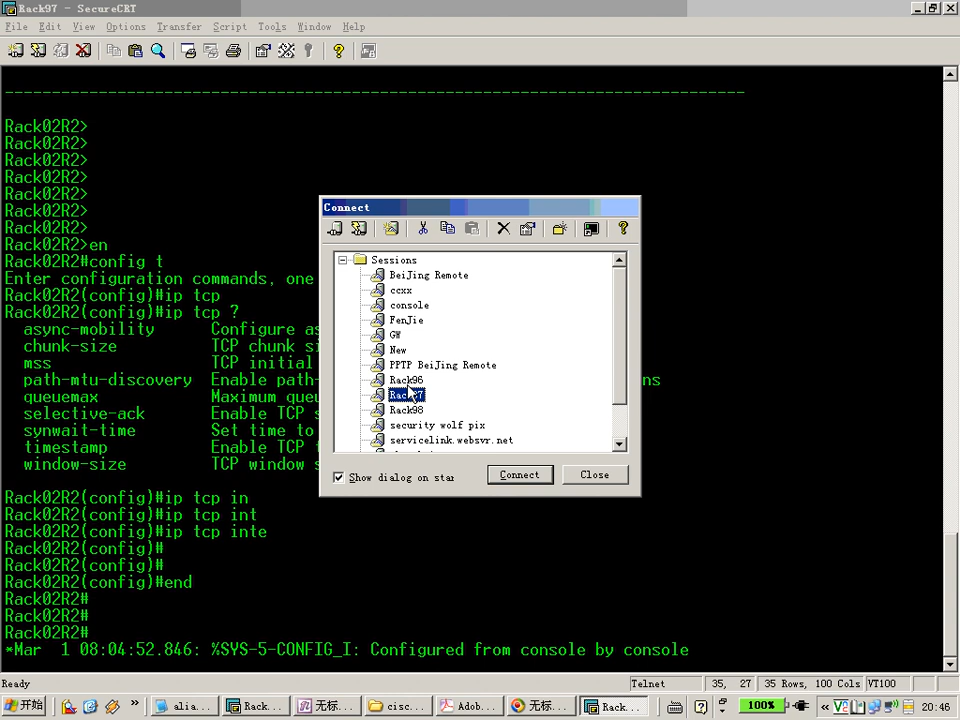 Rack97 - SecureCRT
File Edit View Options Transfer Script Tools Window Help
--------------------------------------------------------------------------------
Rack02R2>
Rack02R2>
Rack02R2>
Rack02R2>
Rack02R2>
Rack02R2>
Rack02R2>
Rack02R2>en
Rack02R2#config t
Enter configuration commands, one
Rack02R2(config)#ip tcp
Rack02R2(config)#ip tcp ?
async-mobility Configure as
chunk-size TCP chunk si
mss TCP initial
path-mtu-discovery Enable path- ns
queuemax Maximum queu
selective-ack Enable TCP s
synwait-time Set time to
timestamp Enable TCP t
window-size TCP window s
Rack02R2(config)#ip tcp in
Rack02R2(config)#ip tcp int
Rack02R2(config)#ip tcp inte
Rack02R2(config)#
Rack02R2(config)#
Rack02R2(config)#end
Rack02R2#
Rack02R2#
Rack02R2#
*Mar 1 08:04:52.846: %SYS-5-CONFIG_I: Configured from console by console
Connect
Sessions
BeiJing Remote
ccxx
console
FenJie
GW
New
PPTP BeiJing Remote
Rack96
Rack97
Rack98
security wolf pix
servicelink.websvr.net
Show dialog on star
Connect
Close
Ready Telnet 35, 27 35 Rows, 100 Cols VT100
开始 alia... Rack... 无标... cisc... Adob... 无标... Rack... 100% 20:46